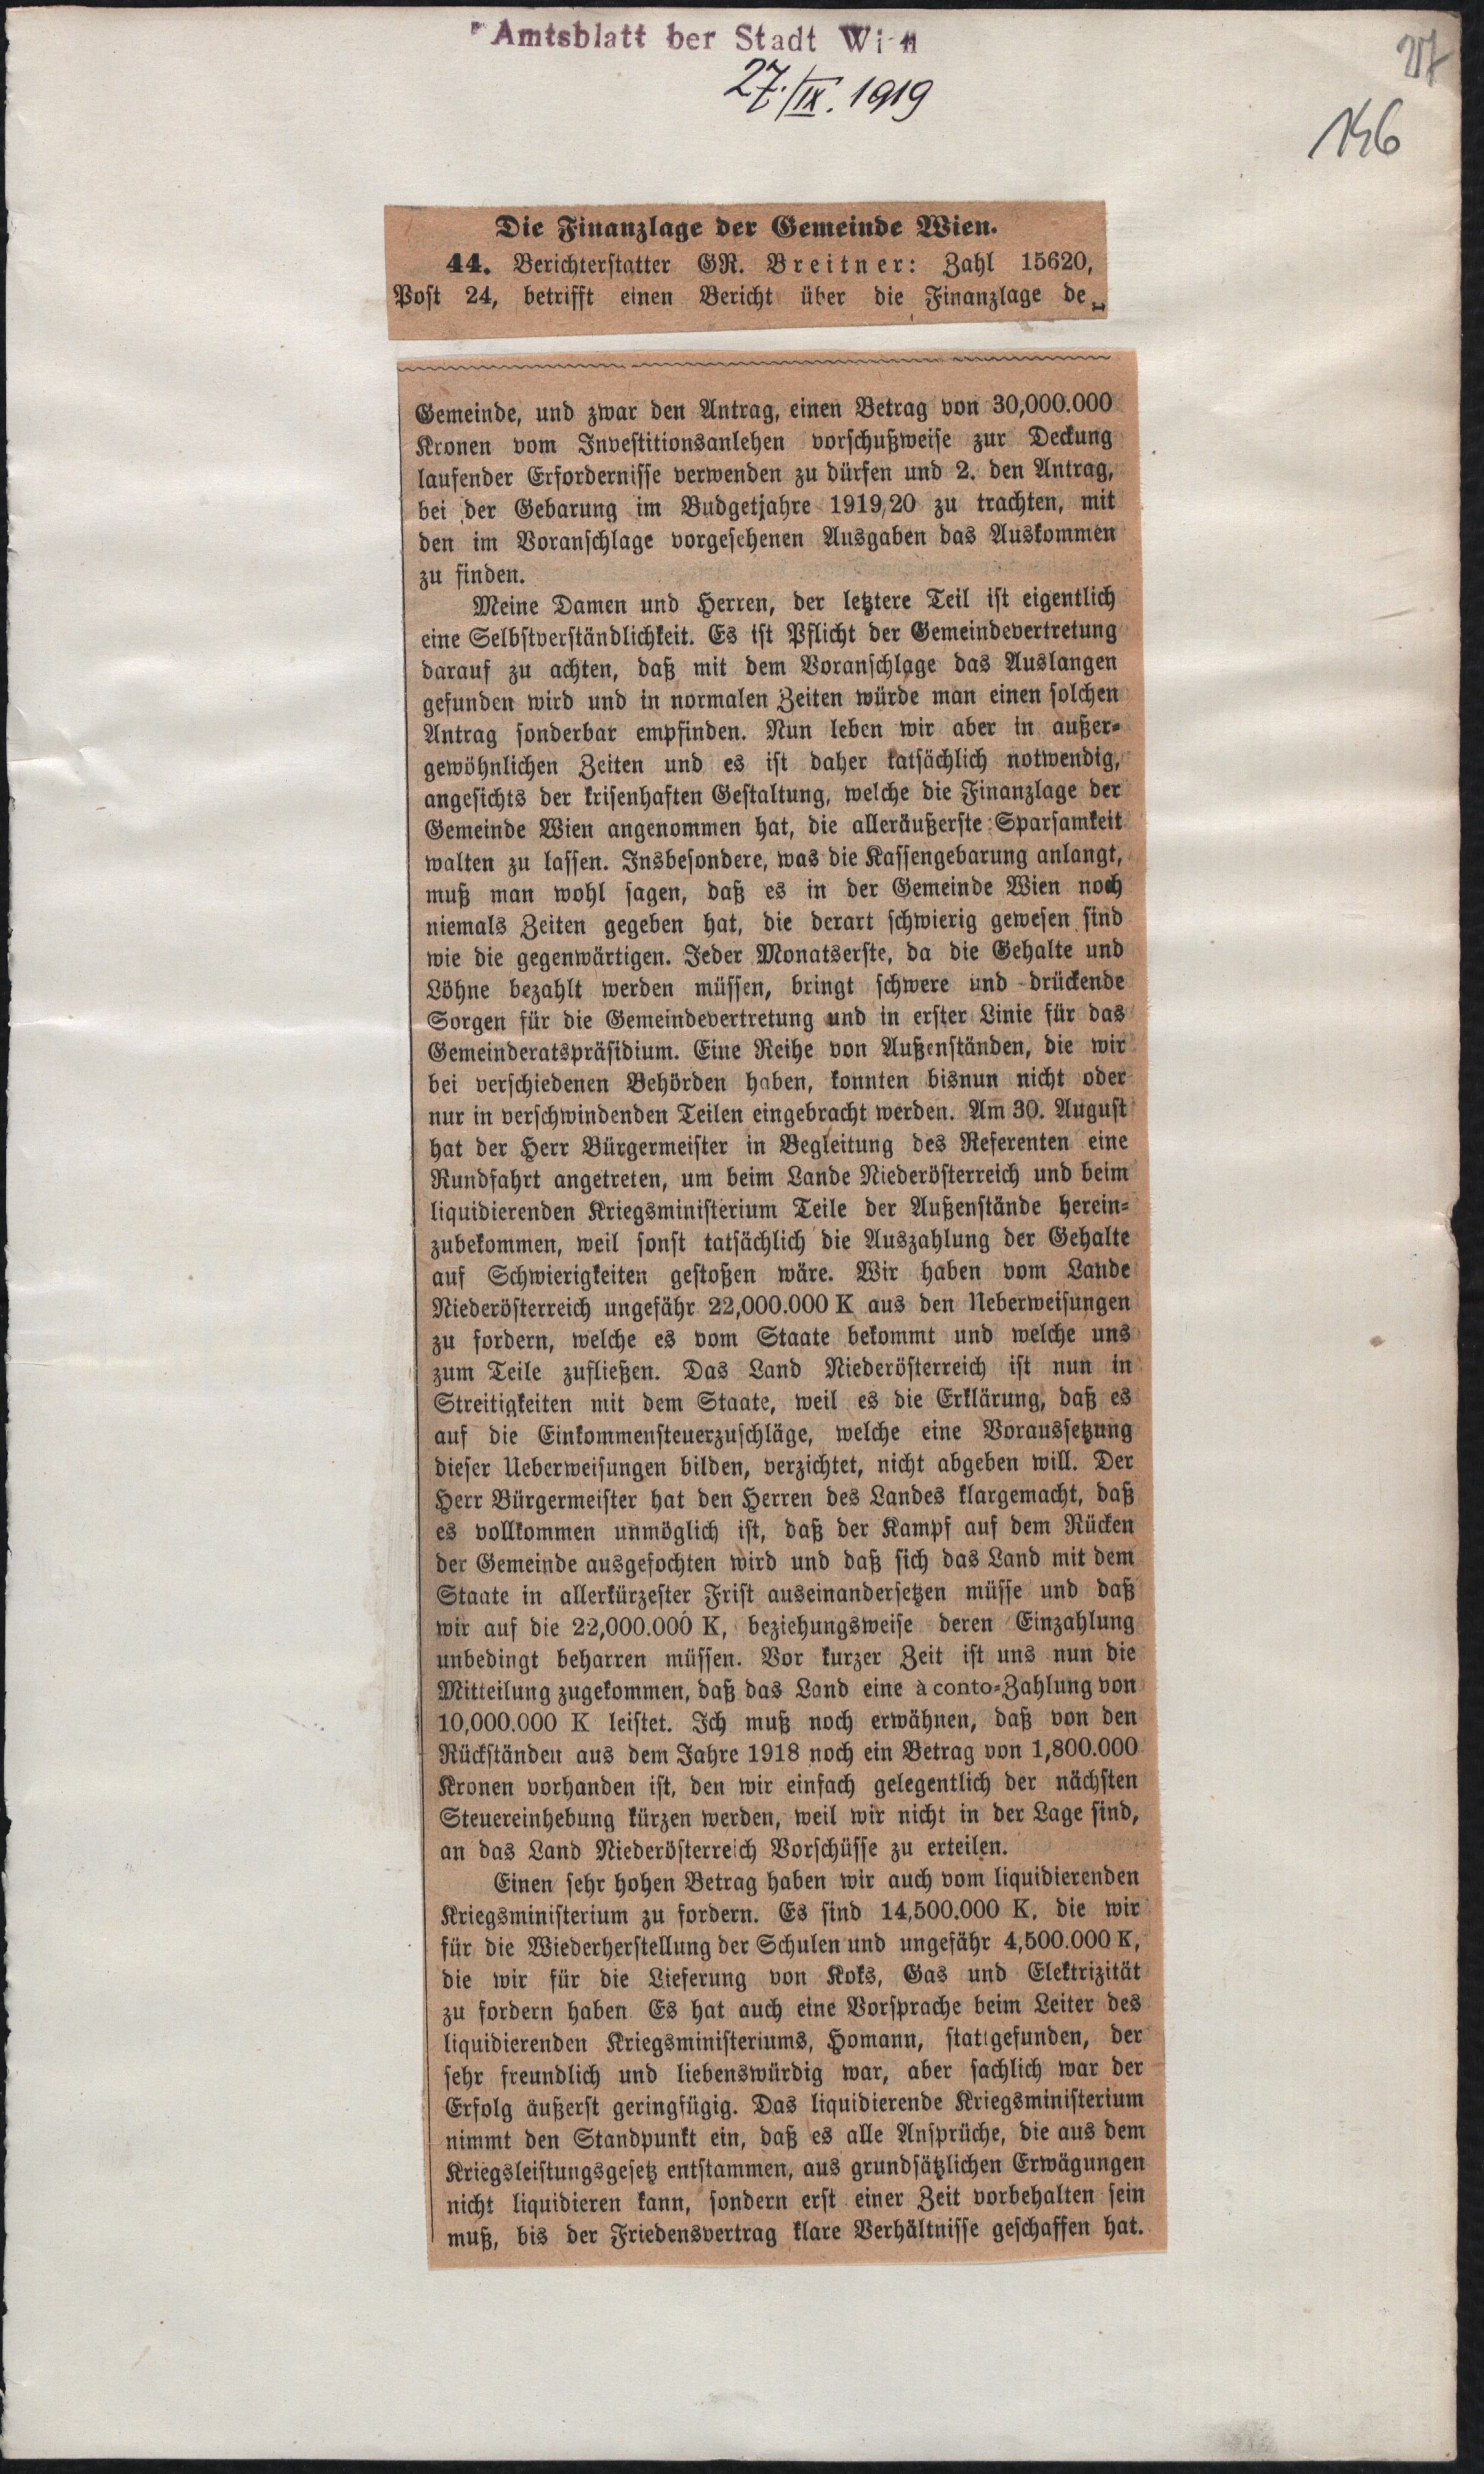 Amtsblatt der Stadt Wien
27./IX. 1919
146
Die Finanzlage der Gemeinde Wien.
44. Berichterstatter GR. Breitner: Zahl 15620,
Post 24, betrifft einen Bericht über die Finanzlage de
Gemeinde, und zwar den Antrag, einen Betrag von 30,000.000
Kronen vom Investitionsanlehen vorschußweise zur Deckung
laufender Erfordernisse verwenden zu dürfen und 2. den Antrag,
bei der Gebarung im Budgetjahre 1919/20 zu trachten, mit
den im Voranschlage vorgesehenen Ausgaben das Auskommen
zu finden.
Meine Damen und Herren, der letztere Teil ist eigentlich
eine Selbstverständlichkeit. Es ist Pflicht der Gemeindevertretung
darauf zu achten, daß mit dem Voranschlage das Auslangen
gefunden wird und in normalen Zeiten würde man einen solchen
Antrag sonderbar empfinden. Nun leben wir aber in außer-
gewöhnlichen Zeiten und es ist daher tatsächlich notwendig,
angesichts der krisenhaften Gestaltung, welche die Finanzlage der
Gemeinde Wien angenommen hat, die alleräußerste Sparsamkeit
walten zu lassen. Insbesondere, was die Kassengebarung anlangt,
muß man wohl sagen, daß es in der Gemeinde Wien noch
niemals Zeiten gegeben hat, die derart schwierig gewesen sind
wie die gegenwärtigen. Jeder Monatserste, da die Gehalte und
Löhne bezahlt werden müssen, bringt schwere und drückende
Sorgen für die Gemeindevertretung und in erster Linie für das
Gemeinderatspräsidium. Eine Reihe von Außenständen, die wir
bei verschiedenen Behörden haben, konnten bisnun nicht oder
nur in verschwindenden Teilen eingebracht werden. Am 30. August
hat der Herr Bürgermeister in Begleitung des Referenten eine
Rundfahrt angetreten, um beim Lande Niederösterreich und beim
liquidierenden Kriegsministerium Teile der Außenstände herein-
zubekommen, weil sonst tatsächlich die Auszahlung der Gehalte
auf Schwierigkeiten gestoßen wäre. Wir haben vom Lande
Niederösterreich ungefähr 22,000.000 K aus den Ueberweisungen
zu fordern, welche es vom Staate bekommt und welche uns
zum Teile zufließen. Das Land Niederösterreich ist nun in
Streitigkeiten mit dem Staate, weil es die Erklärung, daß es
auf die Einkommensteuerzuschläge, welche eine Voraussetzung
dieser Ueberweisungen bilden, verzichtet, nicht abgeben will. Der
Herr Bürgermeister hat den Herren des Landes klargemacht, daß
es vollkommen unmöglich ist, daß der Kampf auf dem Rücken
der Gemeinde ausgefochten wird und daß sich das Land mit dem
Staate in allerkürzester Frist auseinandersetzen müsse und daß
wir auf die 22,000.000 K, beziehungsweise deren Einzahlung
unbedingt beharren müssen. Vor kurzer Zeit ist uns nun die
Mitteilung zugekommen, daß das Land eine à conto-Zahlung von
10,000.000 K leistet. Ich muß noch erwähnen, daß von den
Rückständen aus dem Jahre 1918 noch ein Betrag von 1,800.000
Kronen vorhanden ist, den wir einfach gelegentlich der nächsten
Steuereinhebung kürzen werden, weil wir nicht in der Lage sind,
an das Land Niederösterreich Vorschüsse zu erteilen.
Einen sehr hohen Betrag haben wir auch vom liquidierenden
Kriegsministerium zu fordern. Es sind 14,500.000 K, die wir
für die Wiederherstellung der Schulen und ungefähr 4,500.000 K,
die wir für die Lieferung von Koks, Gas und Elektrizität
zu fordern haben. Es hat auch eine Vorsprache beim Leiter des
liquidierenden Kriegsministeriums, Homann, stattgefunden, der
sehr freundlich und liebenswürdig war, aber sachlich war der
Erfolg äußerst geringfügig. Das liquidierende Kriegsministerium
nimmt den Standpunkt ein, daß es alle Ansprüche, die aus dem
Kriegsleistungsgesetz entstammen, aus grundsätzlichen Erwägungen
nicht liquidieren kann, sondern erst einer Zeit vorbehalten sein
muß, bis der Friedensvertrag klare Verhältnisse geschaffen hat.